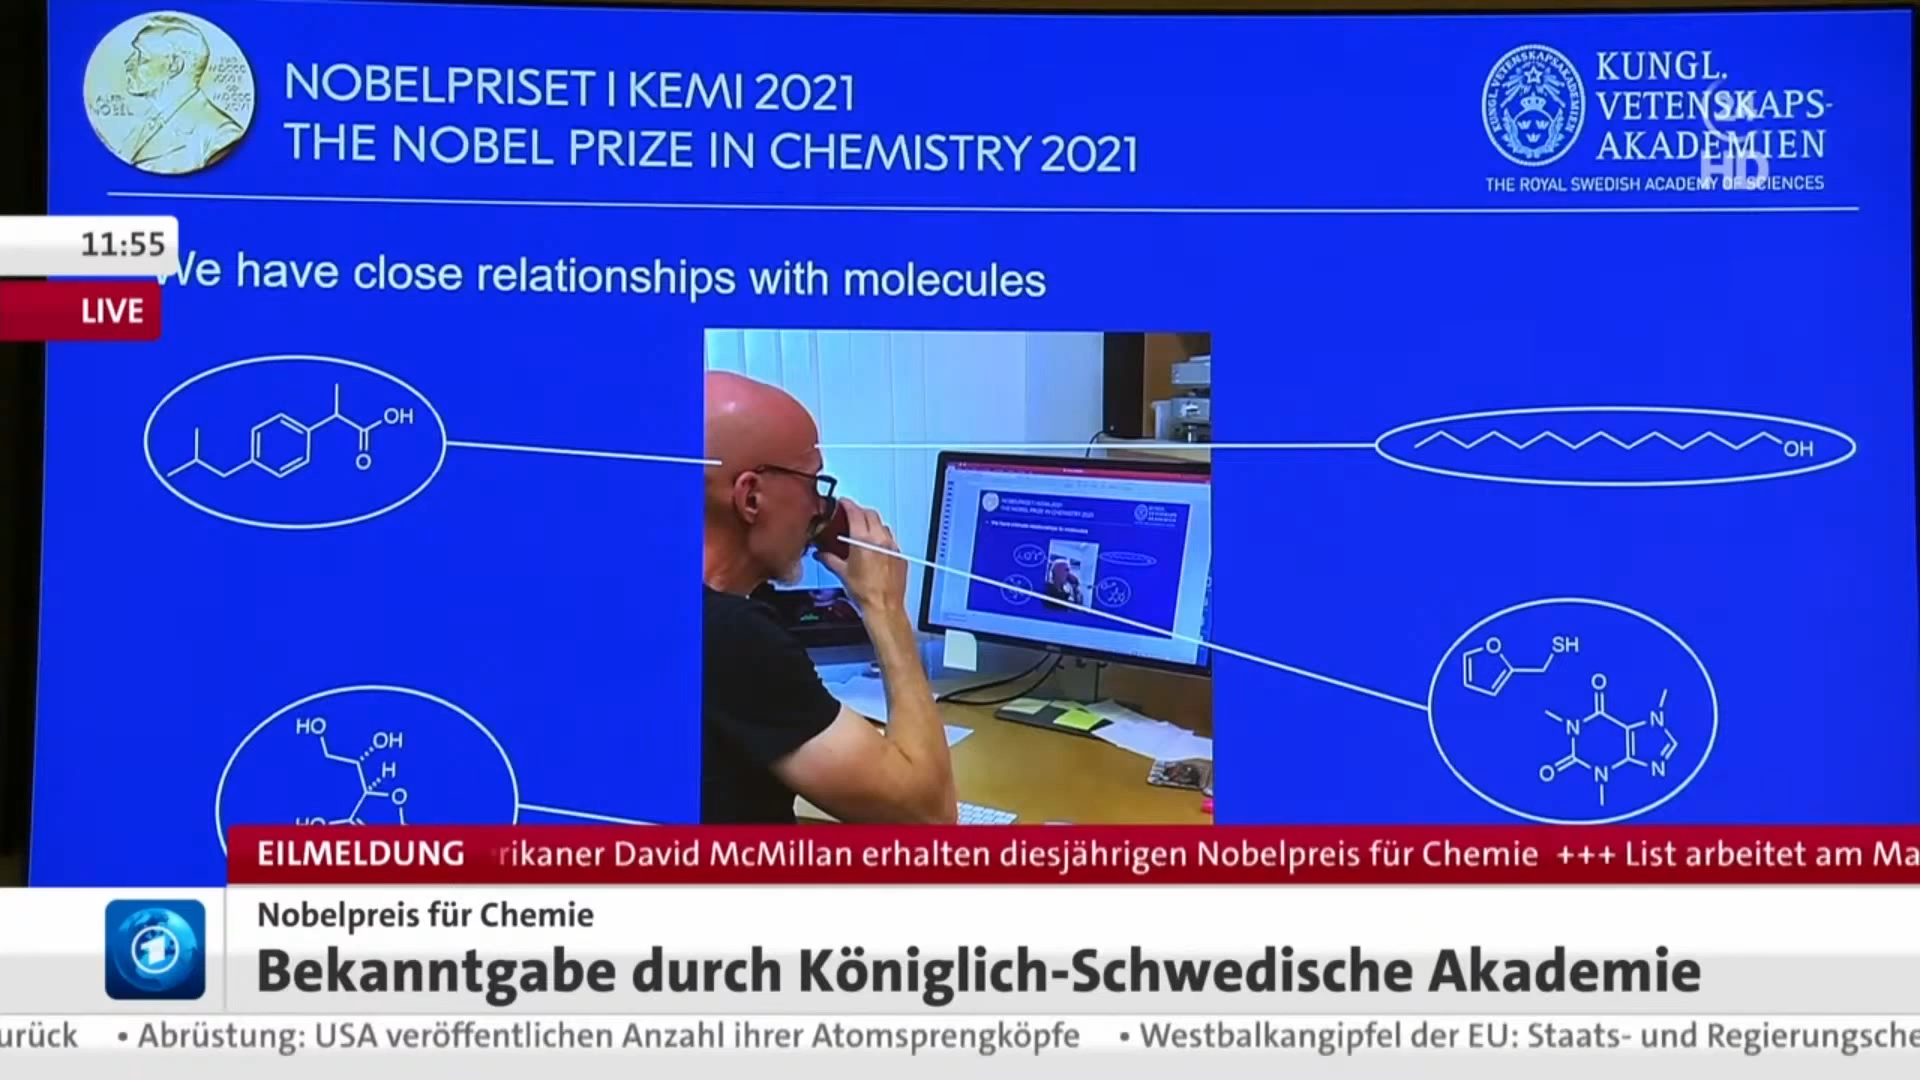 NOBELPRISET I KEMI 2021
THE NOBEL PRIZE IN CHEMISTRY 2021
KUNGL.
VETENSKAPS-
AKADEMIEN
THE ROYAL SWEDISH ACADEMY OF SCIENCES
HD
11:55
LIVE
We have close relationships with molecules
OH
O
OH
O
SH
O
N
N
O
N
N
HO
OH
H
O
HO
EILMELDUNG
rikaner David McMillan erhalten diesjährigen Nobelpreis für Chemie +++ List arbeitet am Ma
Nobelpreis für Chemie
Bekanntgabe durch Königlich-Schwedische Akademie
1
urück • Abrüstung: USA veröffentlichen Anzahl ihrer Atomsprengköpfe • Westbalkangipfel der EU: Staats- und Regierungsche